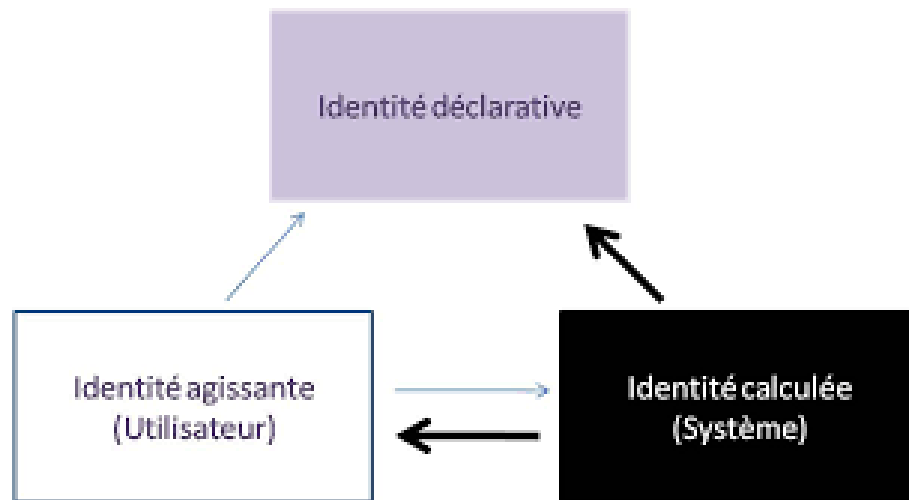 Identité déclarative
Identité agissante
(Utilisateur)
Identité calculée
(Système)